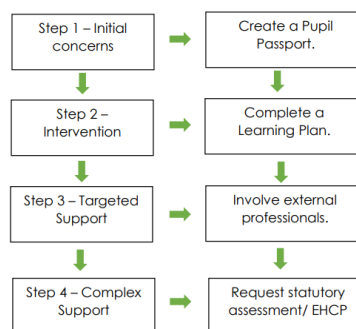 Step 1 – Initial
concerns
Create a Pupil
Passport.
Step 2 –
Intervention
Complete a
Learning Plan.
Step 3 – Targeted
Support
Involve external
professionals.
Step 4 – Complex
Support
Request statutory
assessment/ EHCP